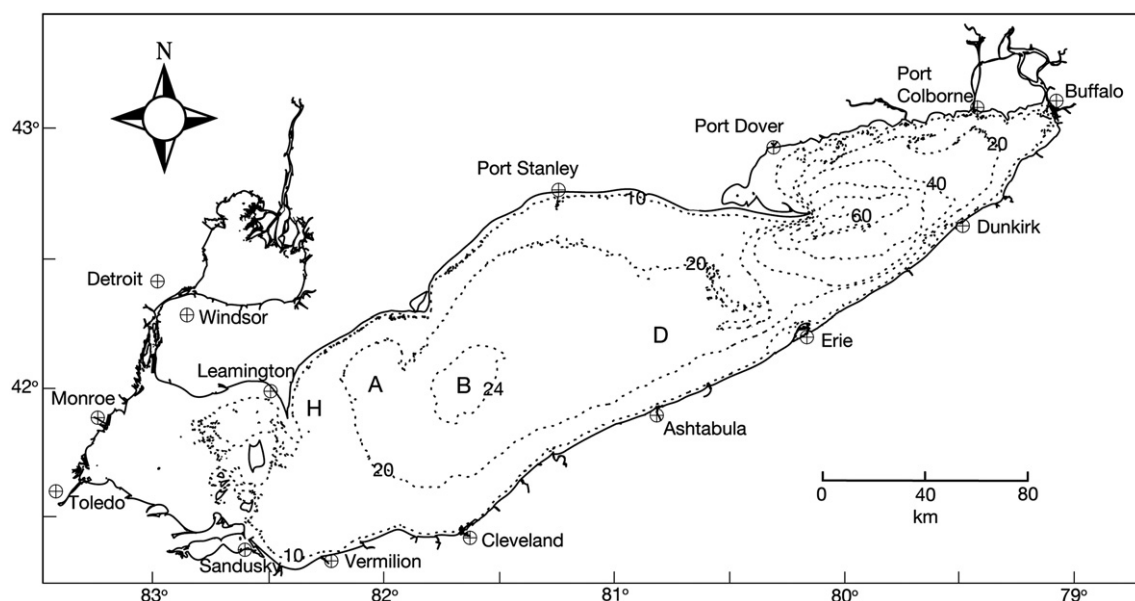 N
43°
42°
Port
Colborne
Buffalo
Port Dover
20
Port Stanley
10
40
60
Dunkirk
20
Detroit
Windsor
D
Erie
Leamington
A
B
24
H
Monroe
Ashtabula
20
Toledo
0 40 80
km
Cleveland
10
Sandusky
Vermilion
83° 82° 81° 80° 79°